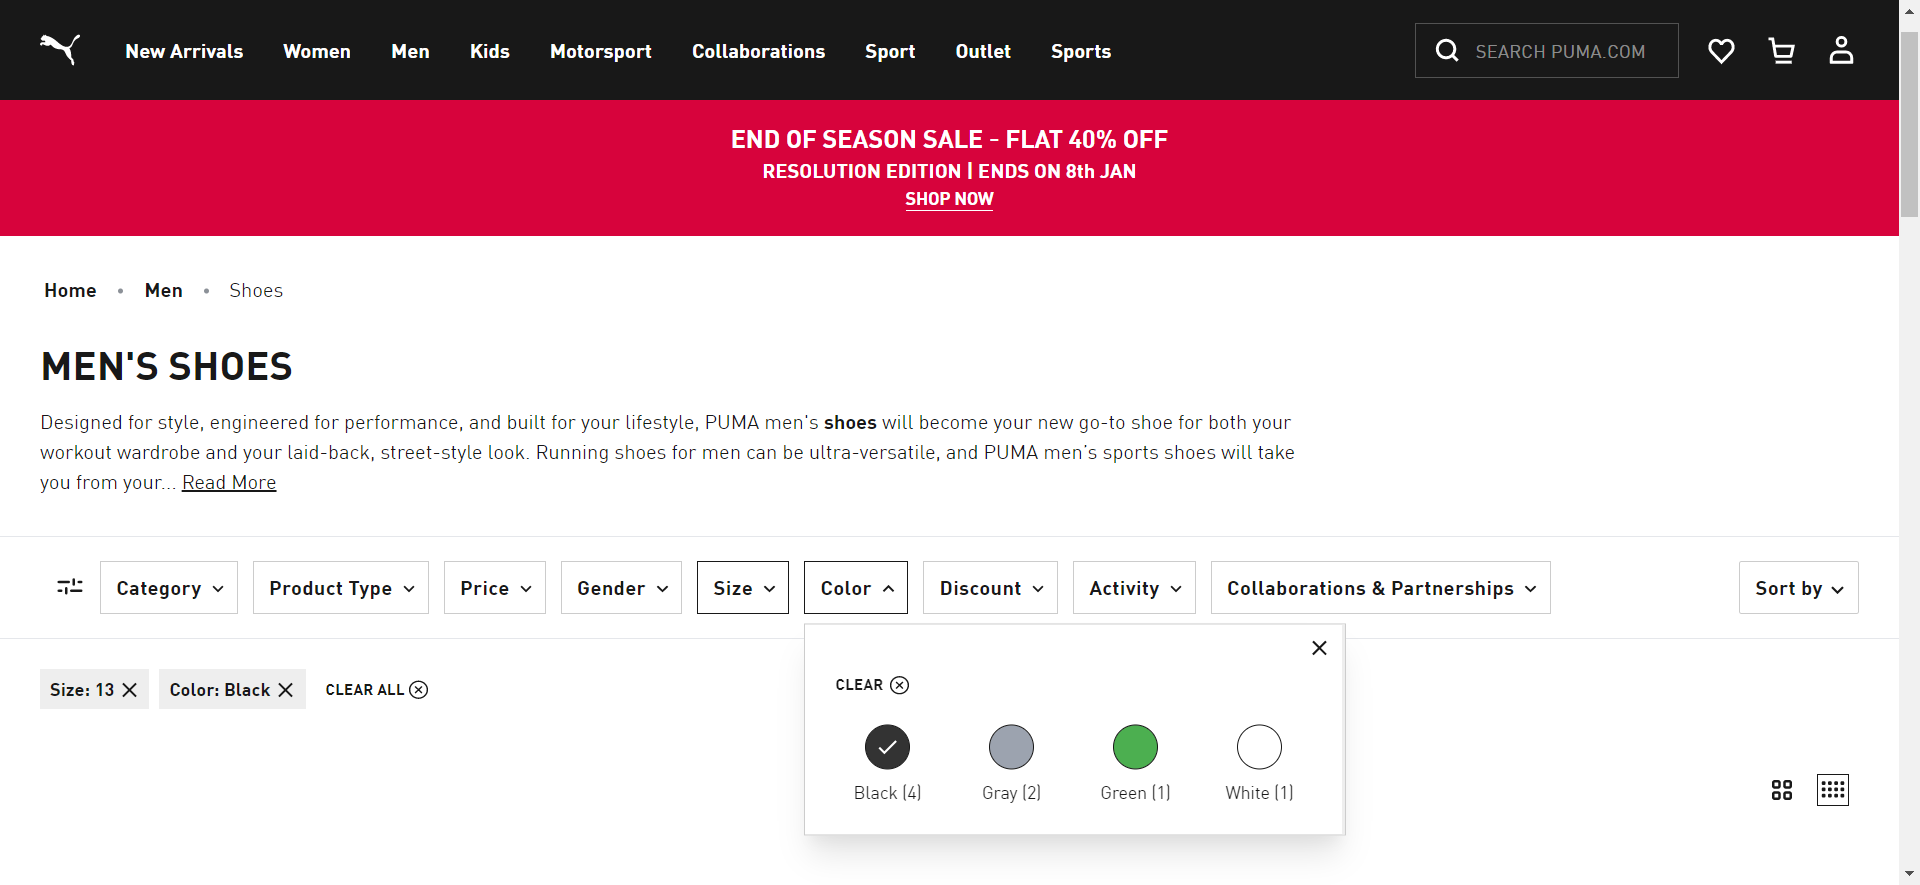 New Arrivals Women Men Kids Motorsport Collaborations Sport Outlet Sports SEARCH PUMA.COM
END OF SEASON SALE - FLAT 40% OFF
RESOLUTION EDITION | ENDS ON 8th JAN
SHOP NOW
Home • Men • Shoes
MEN'S SHOES
Designed for style, engineered for performance, and built for your lifestyle, PUMA men's shoes will become your new go-to shoe for both your
workout wardrobe and your laid-back, street-style look. Running shoes for men can be ultra-versatile, and PUMA men's sports shoes will take
you from your... Read More
Category Product Type Price Gender Size Color Discount Activity Collaborations & Partnerships Sort by
Size: 13 Color: Black CLEAR ALL
CLEAR
Black (4) Gray (2) Green (1) White (1)